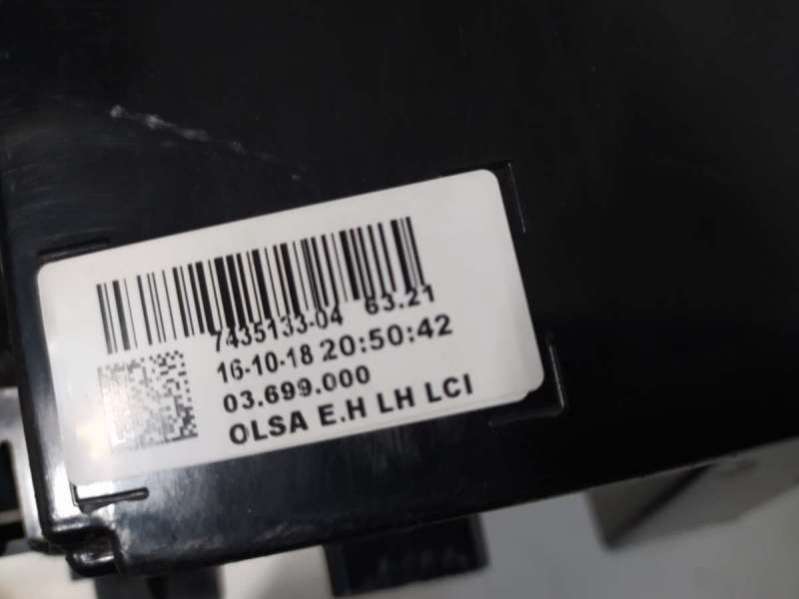 7435133-04 63.21
16-10-18 20:50:42
03.699.000
OLSA E.H LH LCI